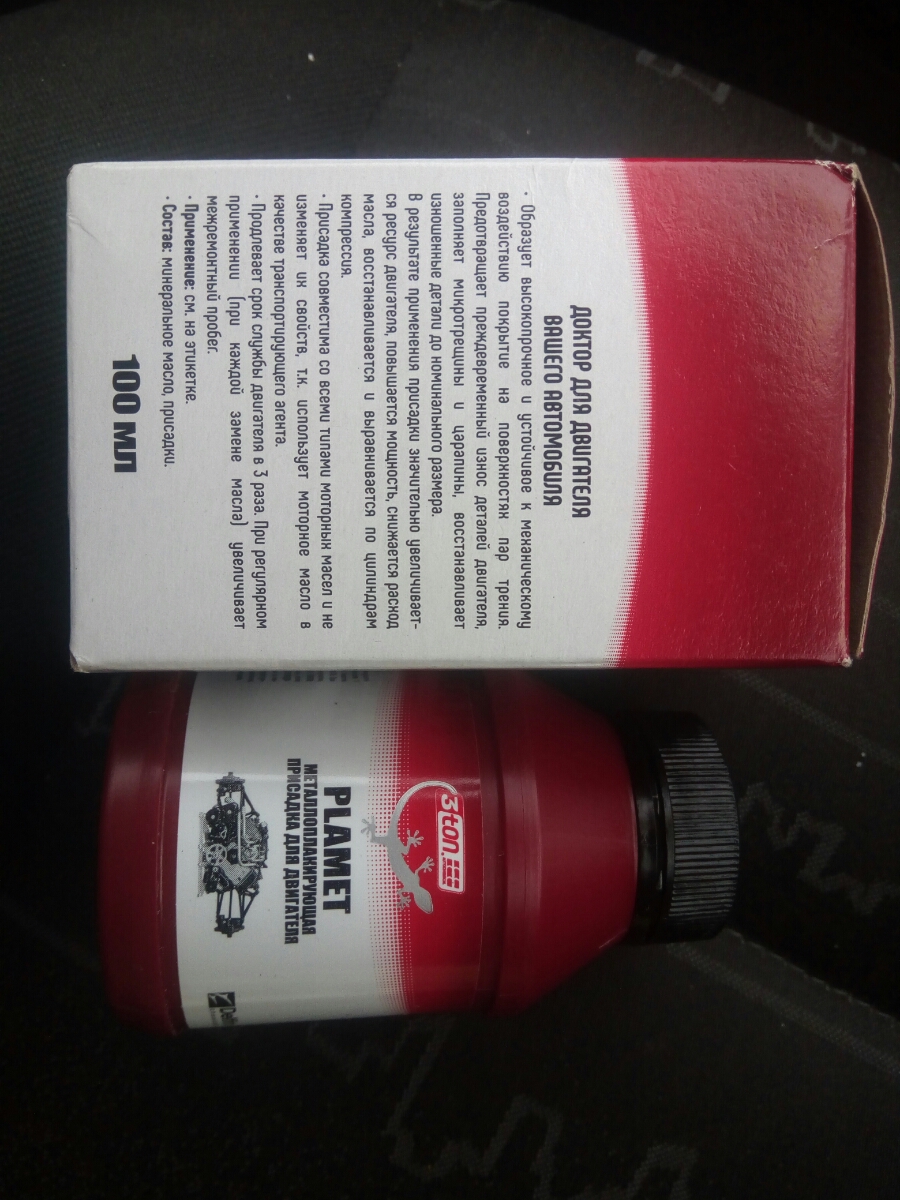 ДОКТОР ДЛЯ ДВИГАТЕЛЯ
ВАШЕГО АВТОМОБИЛЯ
· Образует высокопрочное и устойчивое к механическому
воздействию покрытие на поверхностях пар трения.
Предотвращает преждевременный износ деталей двигателя,
заполняет микротрещины и царапины, восстанавливает
изношенные детали до номинального размера.
В результате применения присадки значительно увеличивает-
ся ресурс двигателя, повышается мощность, снижается расход
масла, восстанавливается и выравнивается по цилиндрам
компрессия.
· Присадка совместима со всеми типами моторных масел и не
изменяет их свойств, т.к. использует моторное масло в
качестве транспортирующего агента.
· Продлевает срок службы двигателя в 3 раза. При регулярном
применении (при каждой замене масла) увеличивает
межремонтный пробег.
· Применение: см. на этикетке.
· Состав: минеральное масло, присадки.
100 МЛ
3ton
PLAMET
МЕТАЛЛОПЛАКИРУЮЩАЯ
ПРИСАДКА ДЛЯ ДВИГАТЕЛЯ